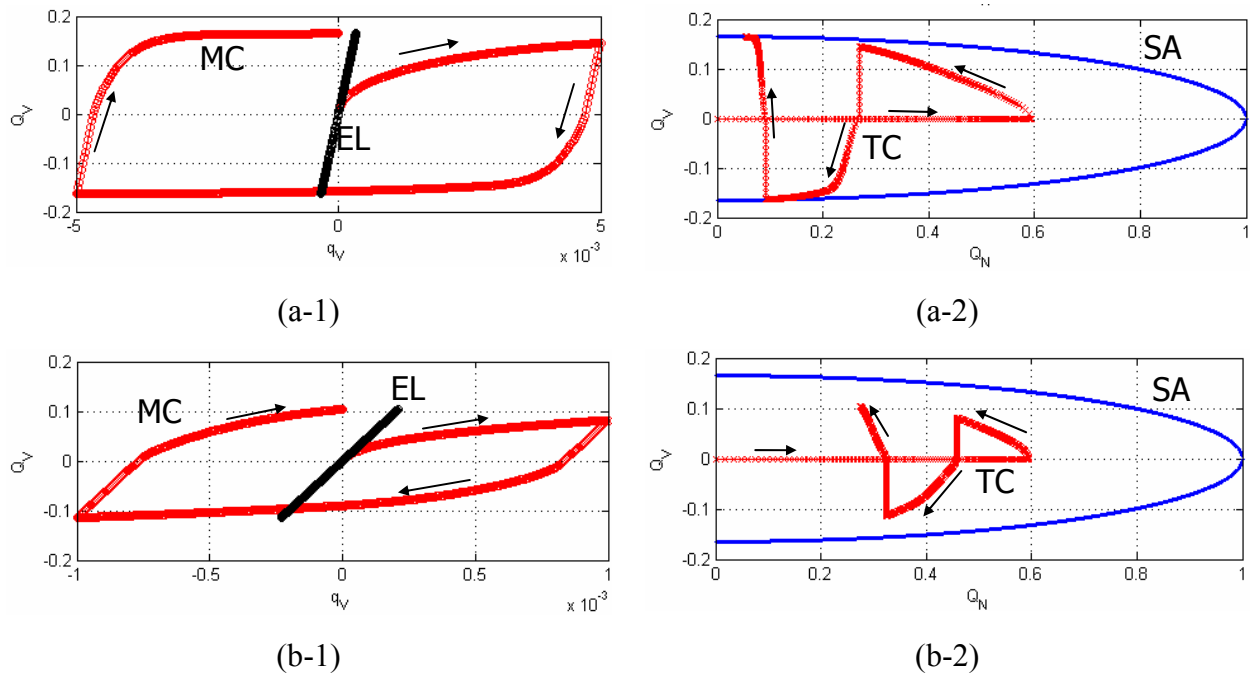 0.2
0.1
0
-0.1
-0.2
Q_V
MC
EL
-5
0
5
q_V
x 10^-3
(a-1)
0.2
0.1
0
-0.1
-0.2
Q_V
SA
TC
0
0.2
0.4
0.6
0.8
1
Q_N
(a-2)
0.2
0.1
0
-0.1
-0.2
Q_V
MC
EL
-1
-0.5
0
0.5
1
q_V
x 10^-3
(b-1)
0.2
0.1
0
-0.1
-0.2
Q_V
SA
TC
0
0.2
0.4
0.6
0.8
1
Q_N
(b-2)